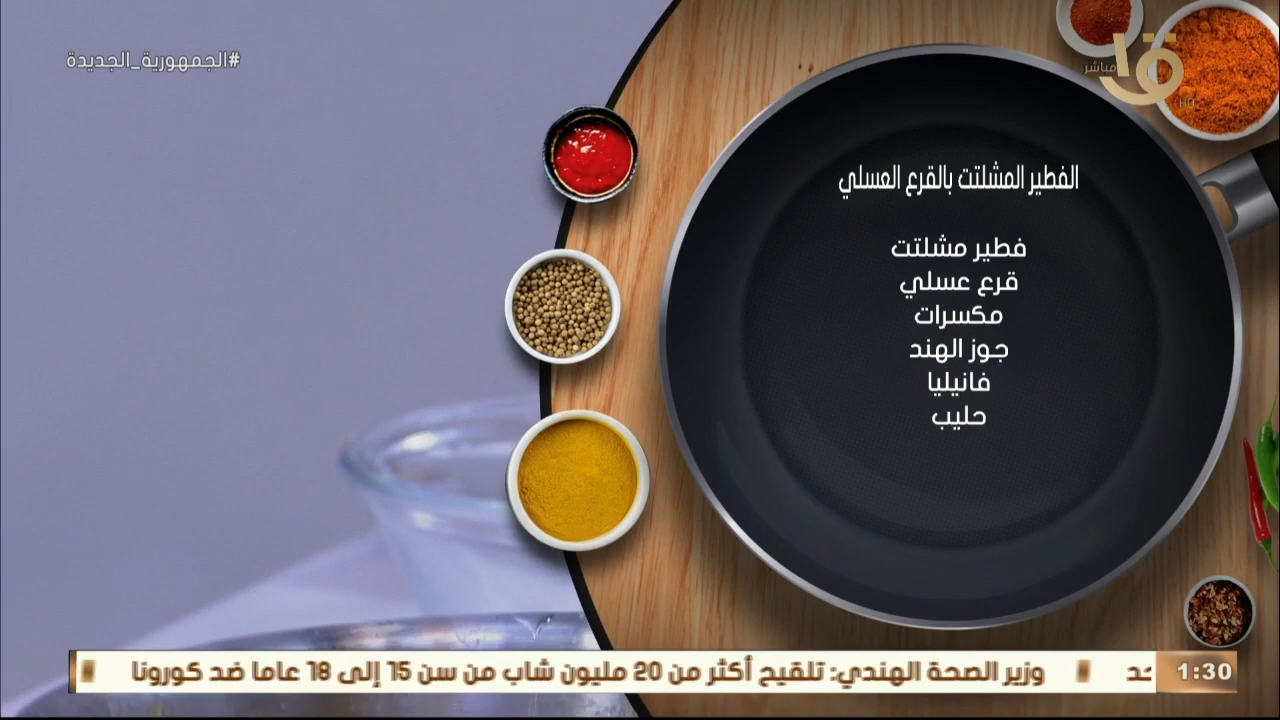 #الجمهورية_الجديدة
مباشر
HD
الفطير المشلتت بالقرع العسلي
فطير مشلتت
قرع عسلي
مكسرات
جوز الهند
فانيليا
حليب
وزير الصحة الهندي: تلقيح أكثر من 20 مليون شاب من سن 15 إلى 18 عاما ضد كورونا
1:30